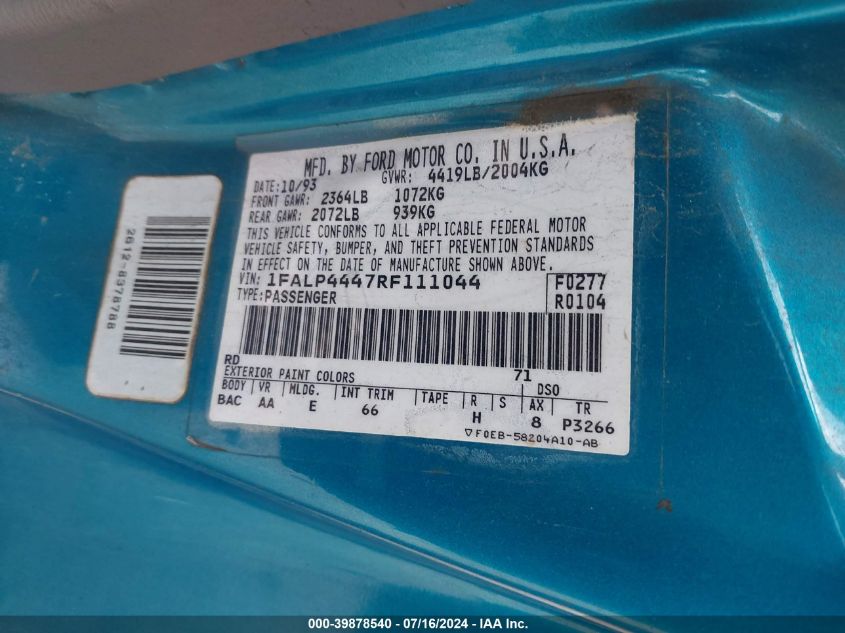 MFD. BY FORD MOTOR CO. IN U.S.A.
DATE: 10/93 GVWR: 4419LB/2004KG
FRONT GAWR: 2364LB 1072KG
REAR GAWR: 2072LB 939KG
THIS VEHICLE CONFORMS TO ALL APPLICABLE FEDERAL MOTOR
VEHICLE SAFETY, BUMPER, AND THEFT PREVENTION STANDARDS
IN EFFECT ON THE DATE OF MANUFACTURE SHOWN ABOVE.
VIN: 1FALP4447RF111044 F0277
TYPE: PASSENGER R0104
RD 71
EXTERIOR PAINT COLORS DSO
BODY VR MLDG. INT TRIM TAPE R S AX TR
BAC AA E 66 H 8 P3266
▽F0EB-58204A10-AB
2612-8378788
000-39878540 - 07/16/2024 - IAAI.com